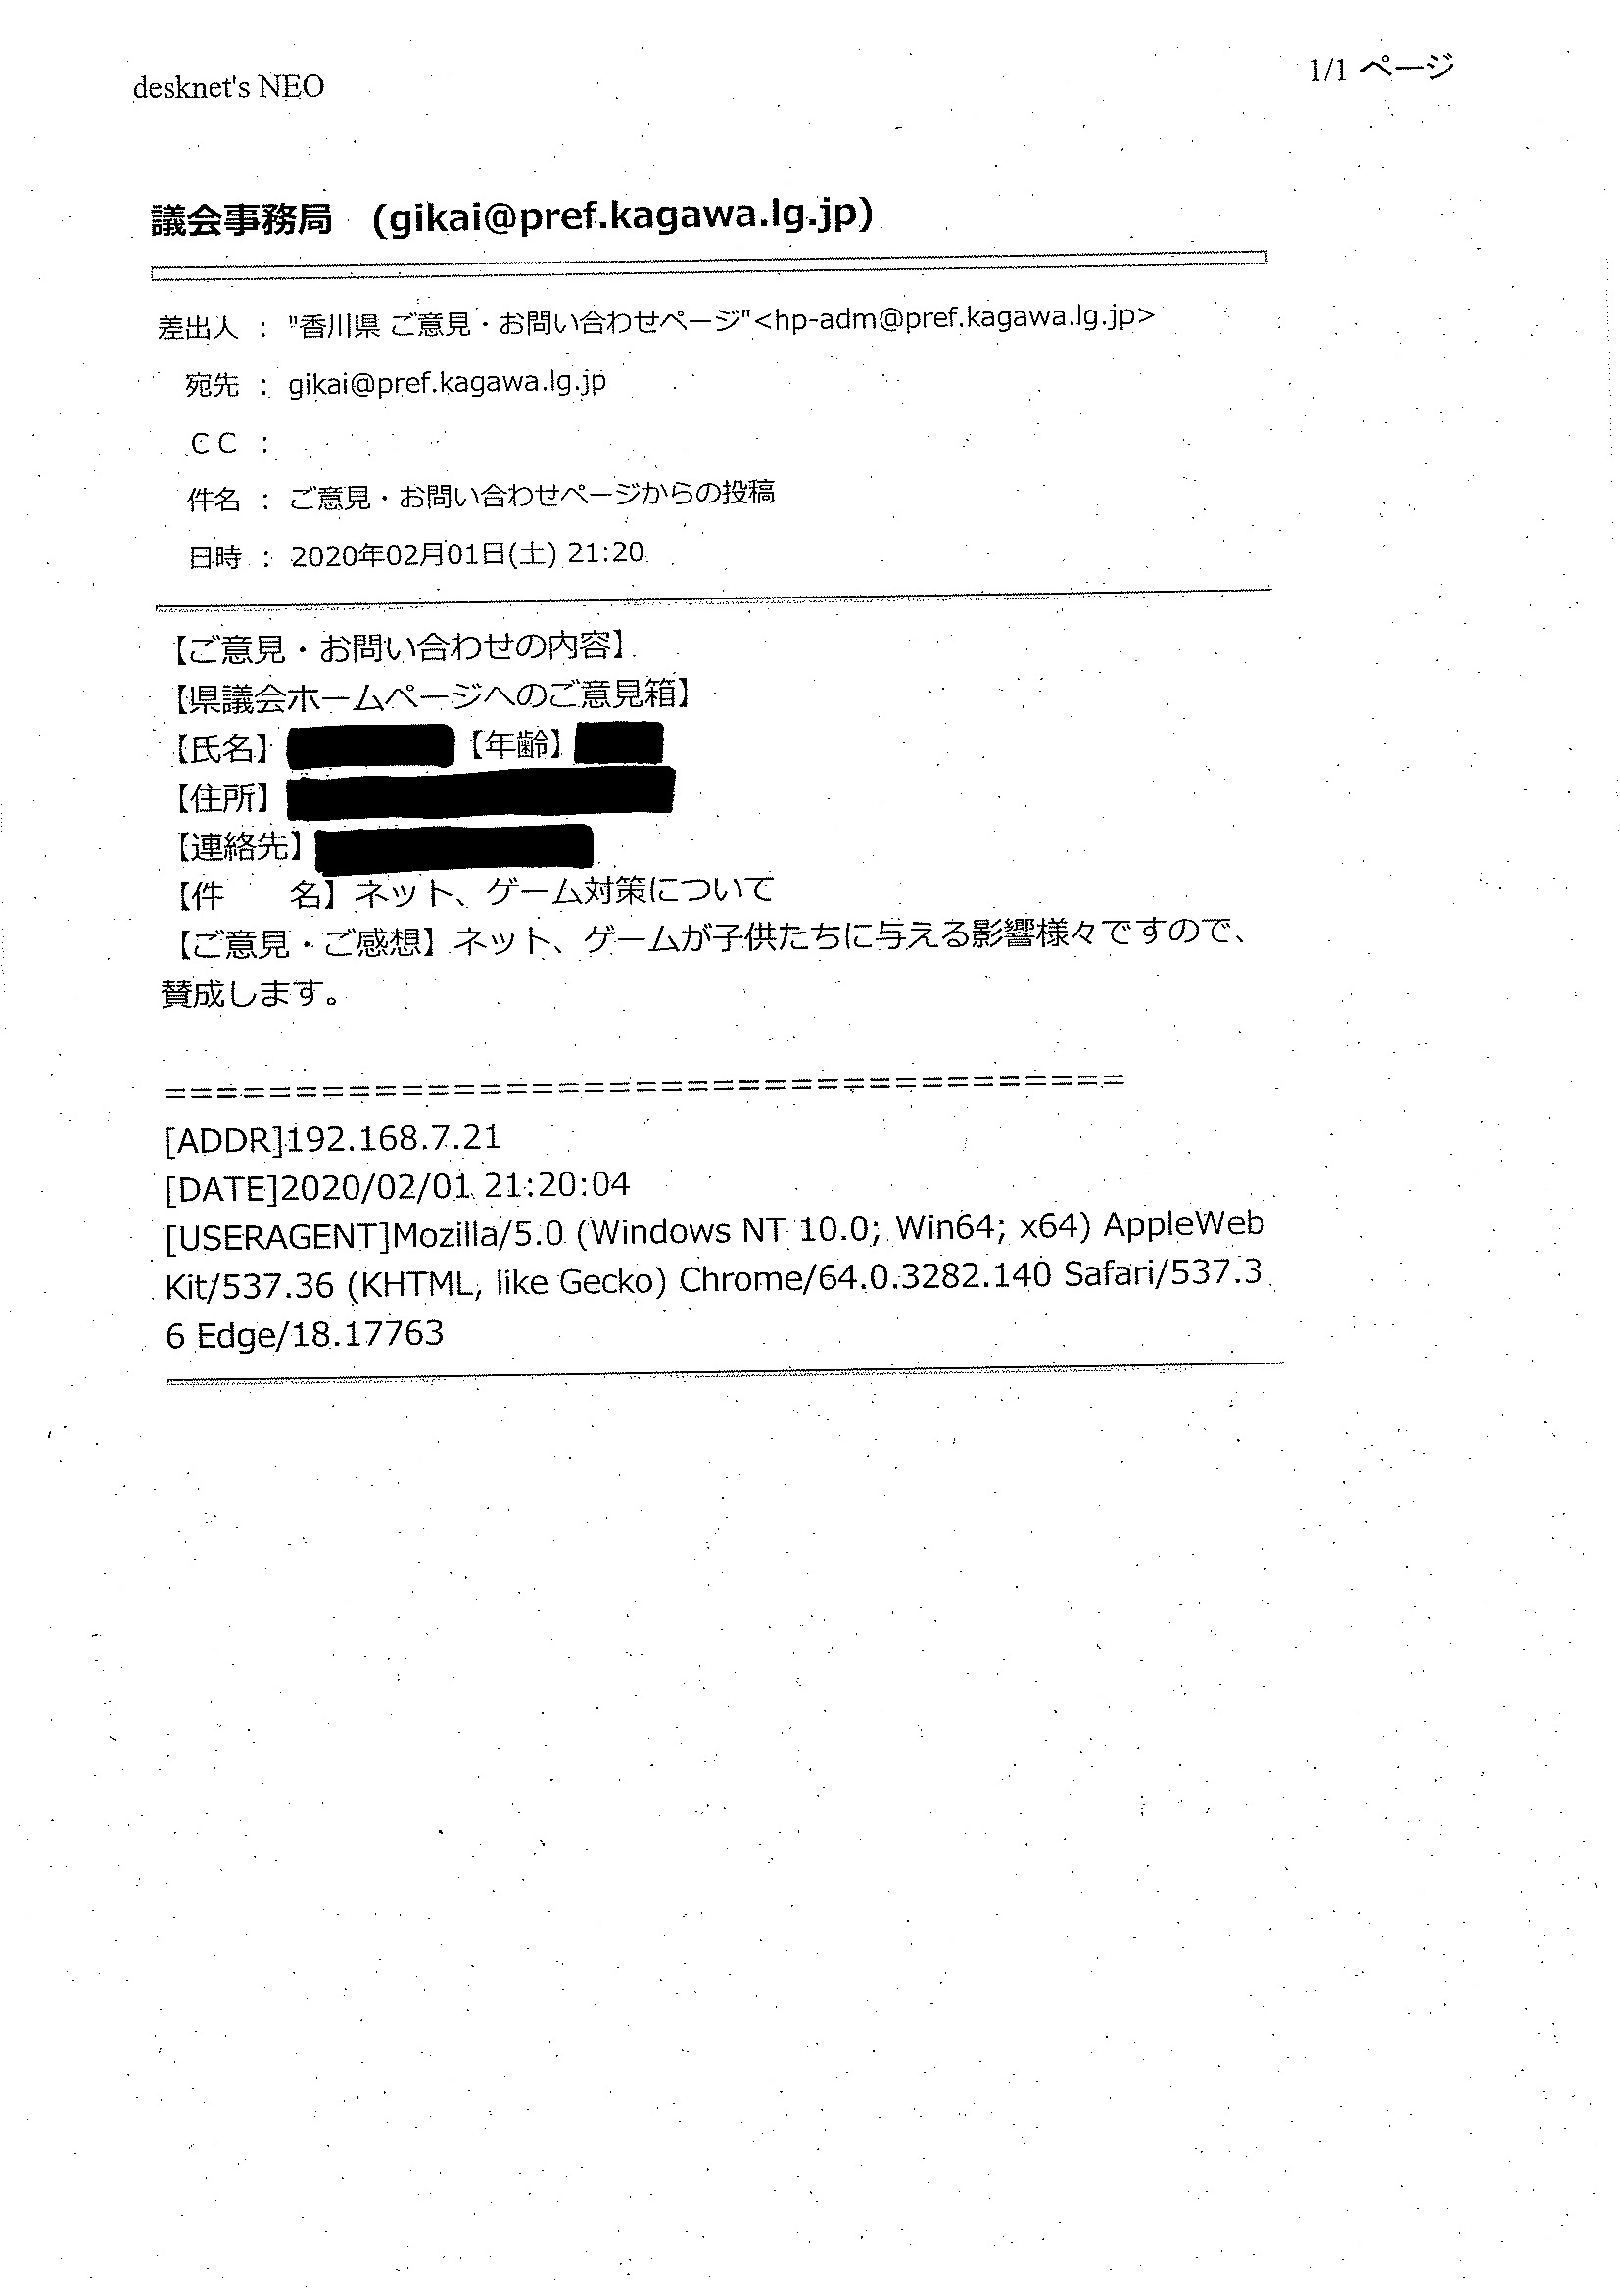 desknet's NEO
1/1 ページ
議会事務局 (gikai@pref.kagawa.lg.jp)
差出人 : "香川県 ご意見・お問い合わせページ"<hp-adm@pref.kagawa.lg.jp>
宛先 : gikai@pref.kagawa.lg.jp
CC :
件名 : ご意見・お問い合わせページからの投稿
日時 : 2020年02月01日(土) 21:20
【ご意見・お問い合わせの内容】
【県議会ホームページへのご意見箱】
【氏名】 【年齢】
【住所】
【連絡先】
【件　　名】ネット、ゲーム対策について
【ご意見・ご感想】ネット、ゲームが子供たちに与える影響様々ですので、
賛成します。
=====================================
[ADDR]192.168.7.21
[DATE]2020/02/01 21:20:04
[USERAGENT]Mozilla/5.0 (Windows NT 10.0; Win64; x64) AppleWeb
Kit/537.36 (KHTML, like Gecko) Chrome/64.0.3282.140 Safari/537.3
6 Edge/18.17763